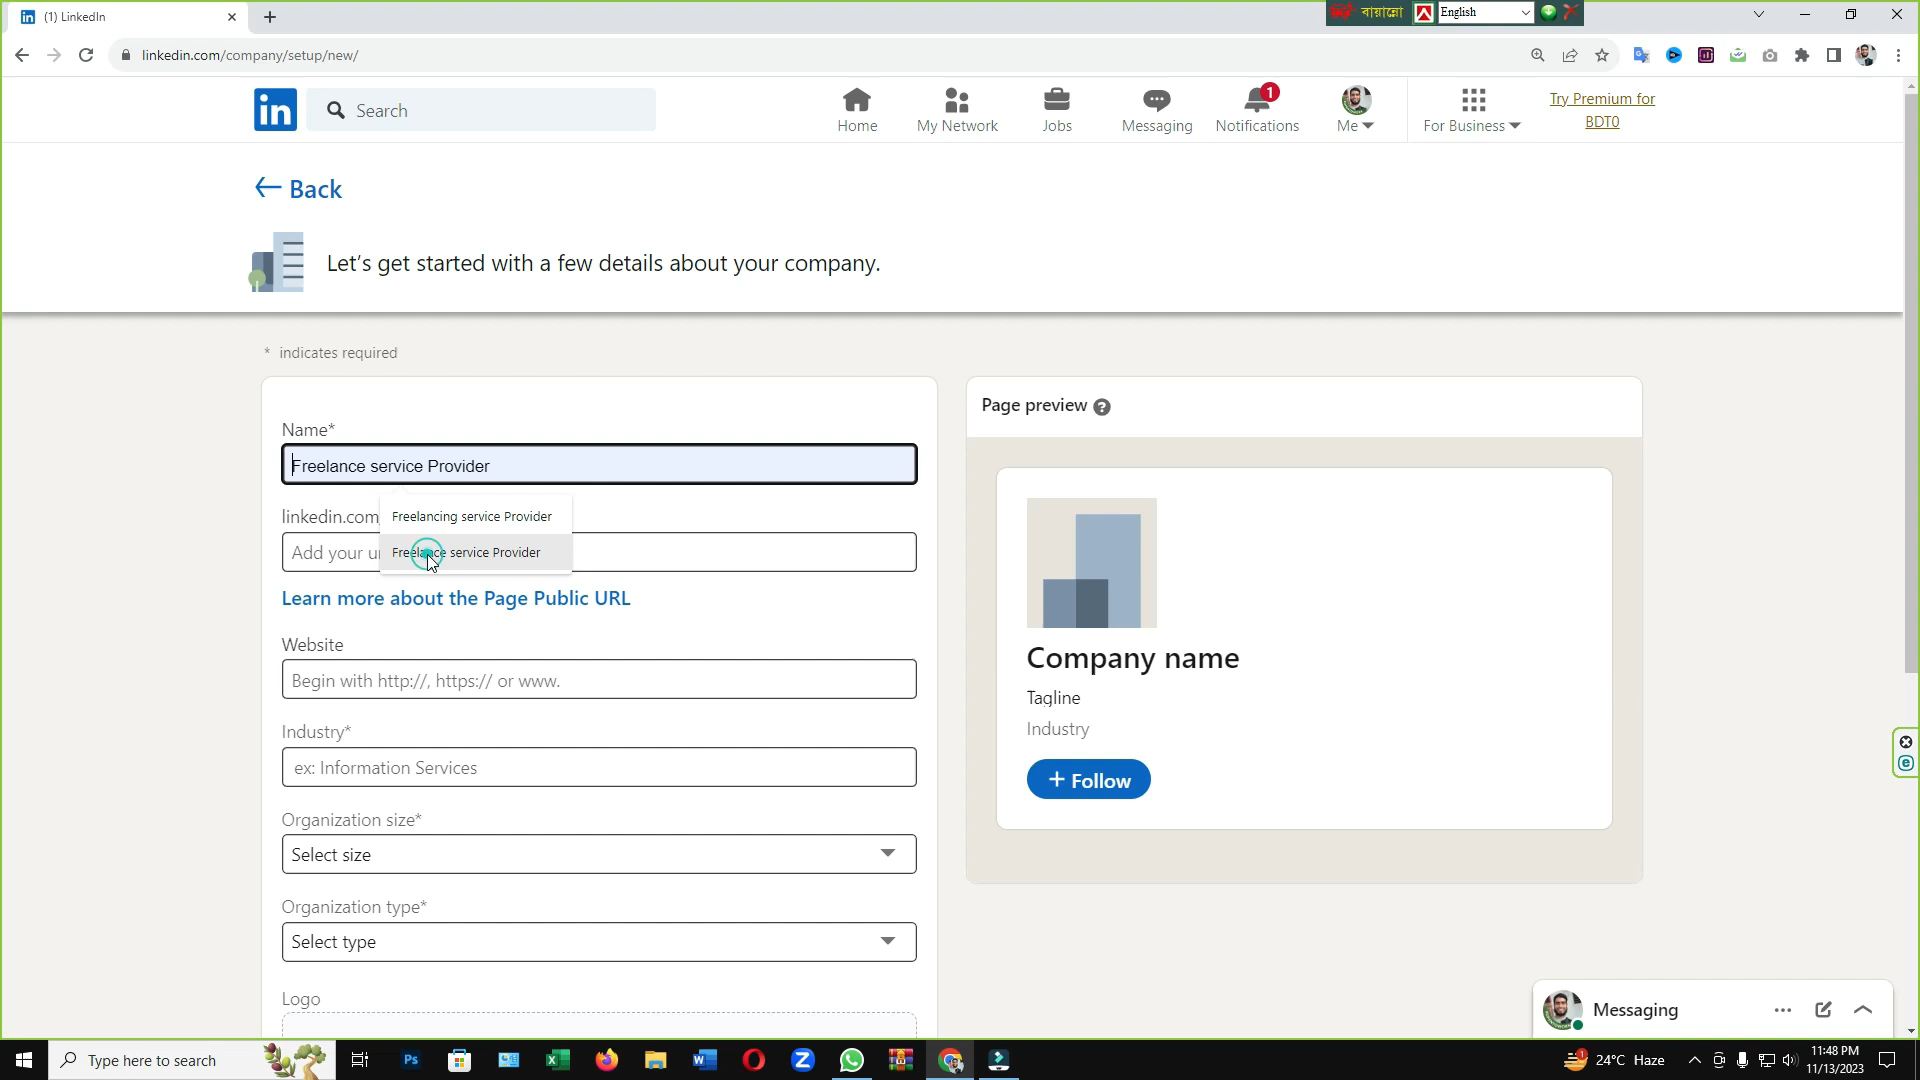 (1) LinkedIn
বায়ান্নো
English
linkedin.com/company/setup/new/
in
Search
Home
My Network
Jobs
Messaging
1
Notifications
Me
For Business
Try Premium for
BDT0
Back
Let's get started with a few details about your company.
* indicates required
Name*
Freelance service Provider
linkedin.com
Freelancing service Provider
Add your
Freelance service Provider
Learn more about the Page Public URL
Website
Begin with http://, https:// or www.
Industry*
ex: Information Services
Organization size*
Select size
Organization type*
Select type
Logo
Page preview
Company name
Tagline
Industry
+ Follow
Messaging
Type here to search
Ps
24°C Haze
11:48 PM
11/13/2023